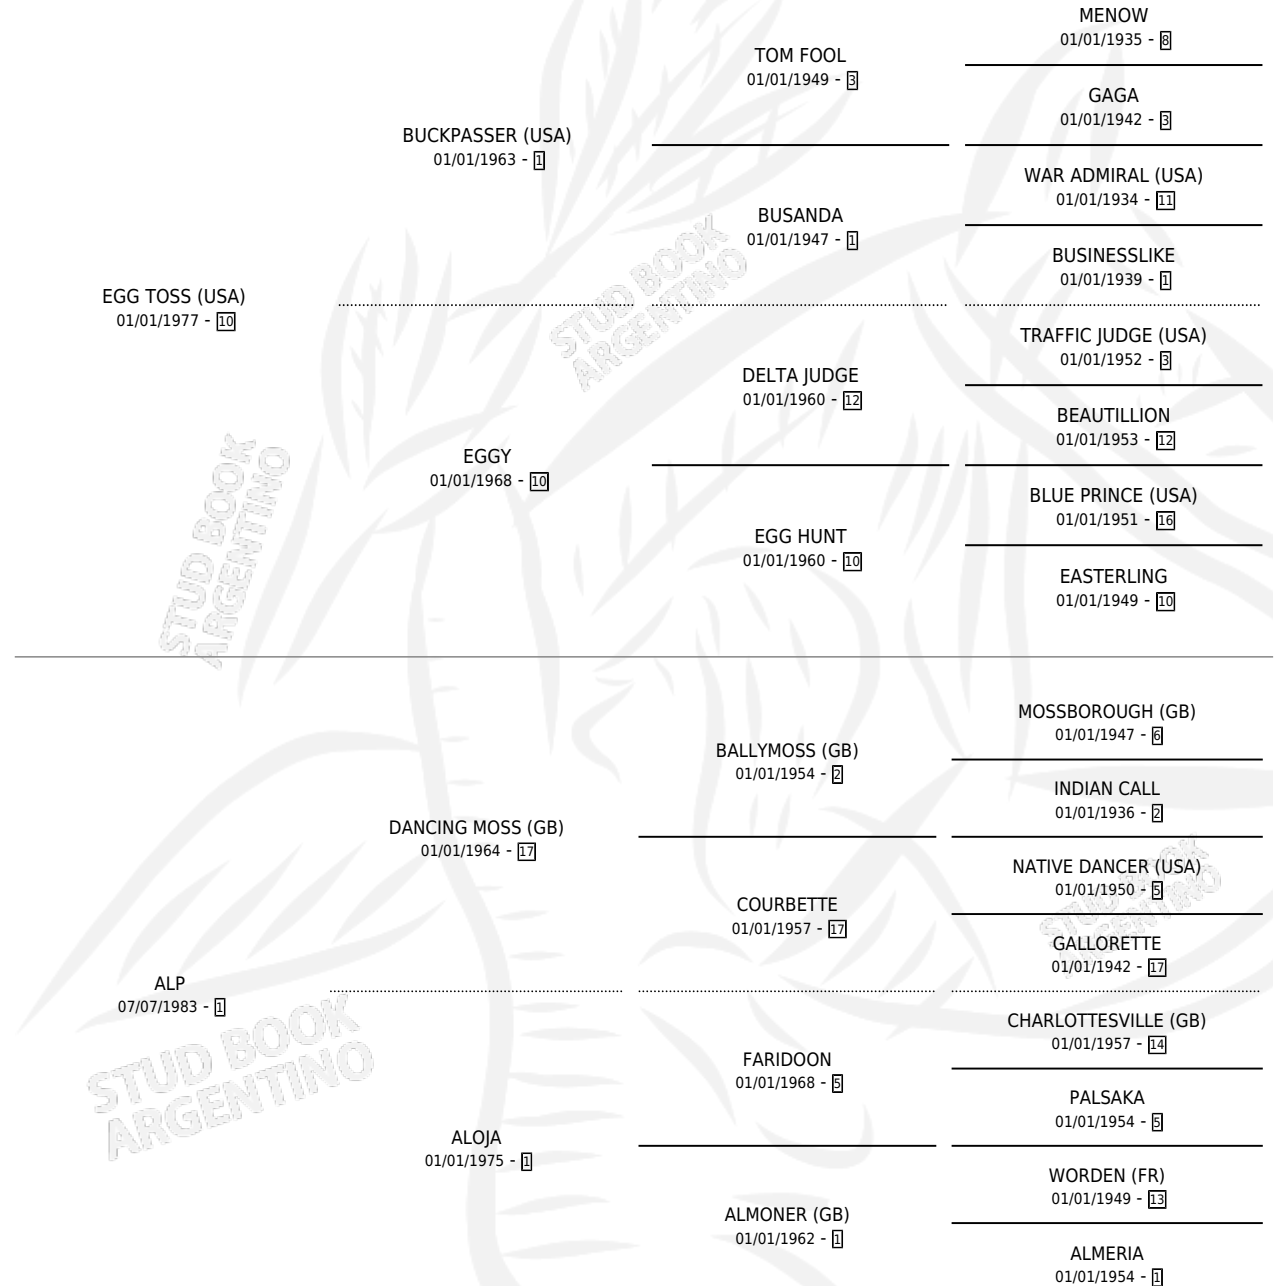 MENOW
01/01/1935 - 8
TOM FOOL
01/01/1949 - 3
GAGA
01/01/1942 - 3
BUCKPASSER (USA)
01/01/1963 - 1
WAR ADMIRAL (USA)
01/01/1934 - 11
BUSANDA
01/01/1947 - 1
BUSINESSLIKE
01/01/1939 - 1
EGG TOSS (USA)
01/01/1977 - 10
TRAFFIC JUDGE (USA)
01/01/1952 - 3
DELTA JUDGE
01/01/1960 - 12
BEAUTILLION
01/01/1953 - 12
EGGY
01/01/1968 - 10
BLUE PRINCE (USA)
01/01/1951 - 16
EGG HUNT
01/01/1960 - 10
EASTERLING
01/01/1949 - 10
MOSSBOROUGH (GB)
01/01/1947 - 6
BALLYMOSS (GB)
01/01/1954 - 2
INDIAN CALL
01/01/1936 - 2
DANCING MOSS (GB)
01/01/1964 - 17
NATIVE DANCER (USA)
01/01/1950 - 5
COURBETTE
01/01/1957 - 17
GALLORETTE
01/01/1942 - 17
ALP
07/07/1983 - 1
CHARLOTTESVILLE (GB)
01/01/1957 - 14
FARIDOON
01/01/1968 - 5
PALSAKA
01/01/1954 - 5
ALOJA
01/01/1975 - 1
WORDEN (FR)
01/01/1949 - 13
ALMONER (GB)
01/01/1962 - 1
ALMERIA
01/01/1954 - 1
STUD BOOK
ARGENTINO
STUD BOOK
ARGENTINO
STUD BOOK
ARGENTINO
STUD BOOK
ARGENTINO